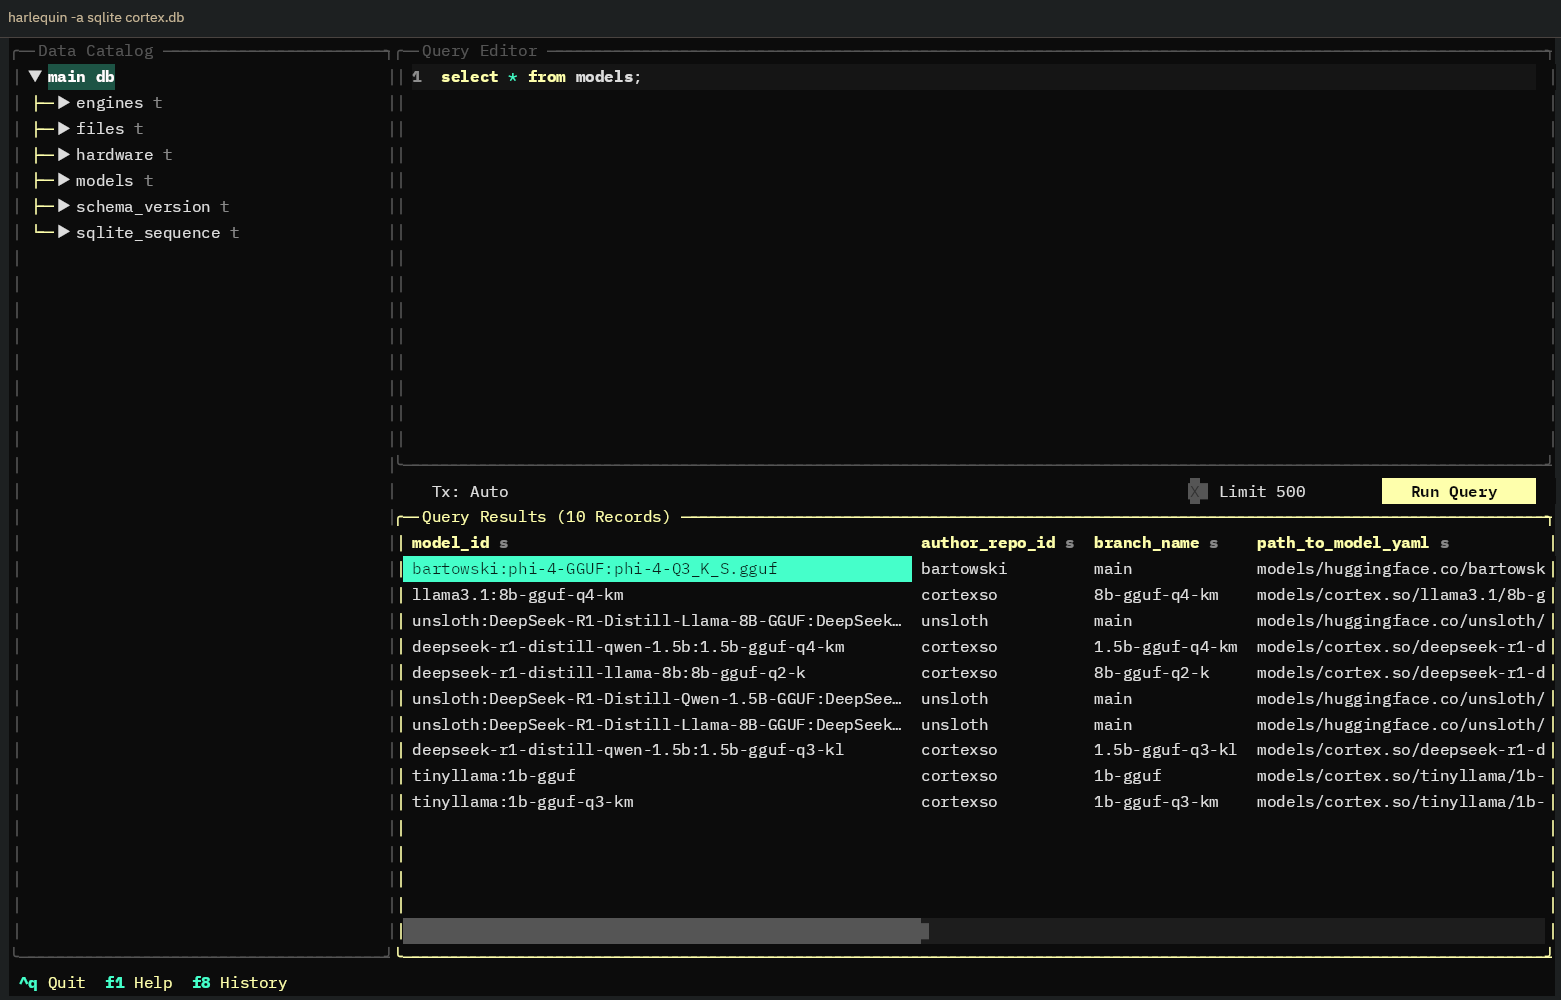 harlequin -a sqlite cortex.db
Data Catalog
▼ main db
▶ engines t
▶ files t
▶ hardware t
▶ models t
▶ schema_version t
▶ sqlite_sequence t
Query Editor
1 select * from models;
Tx: Auto X Limit 500 Run Query
Query Results (10 Records)
model_id s author_repo_id s branch_name s path_to_model_yaml s
bartowski:phi-4-GGUF:phi-4-Q3_K_S.gguf bartowski main models/huggingface.co/bartowsk
llama3.1:8b-gguf-q4-km cortexso 8b-gguf-q4-km models/cortex.so/llama3.1/8b-g
unsloth:DeepSeek-R1-Distill-Llama-8B-GGUF:DeepSeek… unsloth main models/huggingface.co/unsloth/
deepseek-r1-distill-qwen-1.5b:1.5b-gguf-q4-km cortexso 1.5b-gguf-q4-km models/cortex.so/deepseek-r1-d
deepseek-r1-distill-llama-8b:8b-gguf-q2-k cortexso 8b-gguf-q2-k models/cortex.so/deepseek-r1-d
unsloth:DeepSeek-R1-Distill-Qwen-1.5B-GGUF:DeepSee… unsloth main models/huggingface.co/unsloth/
unsloth:DeepSeek-R1-Distill-Llama-8B-GGUF:DeepSeek… unsloth main models/huggingface.co/unsloth/
deepseek-r1-distill-qwen-1.5b:1.5b-gguf-q3-kl cortexso 1.5b-gguf-q3-kl models/cortex.so/deepseek-r1-d
tinyllama:1b-gguf cortexso 1b-gguf models/cortex.so/tinyllama/1b-
tinyllama:1b-gguf-q3-km cortexso 1b-gguf-q3-km models/cortex.so/tinyllama/1b-
^q Quit f1 Help f8 History